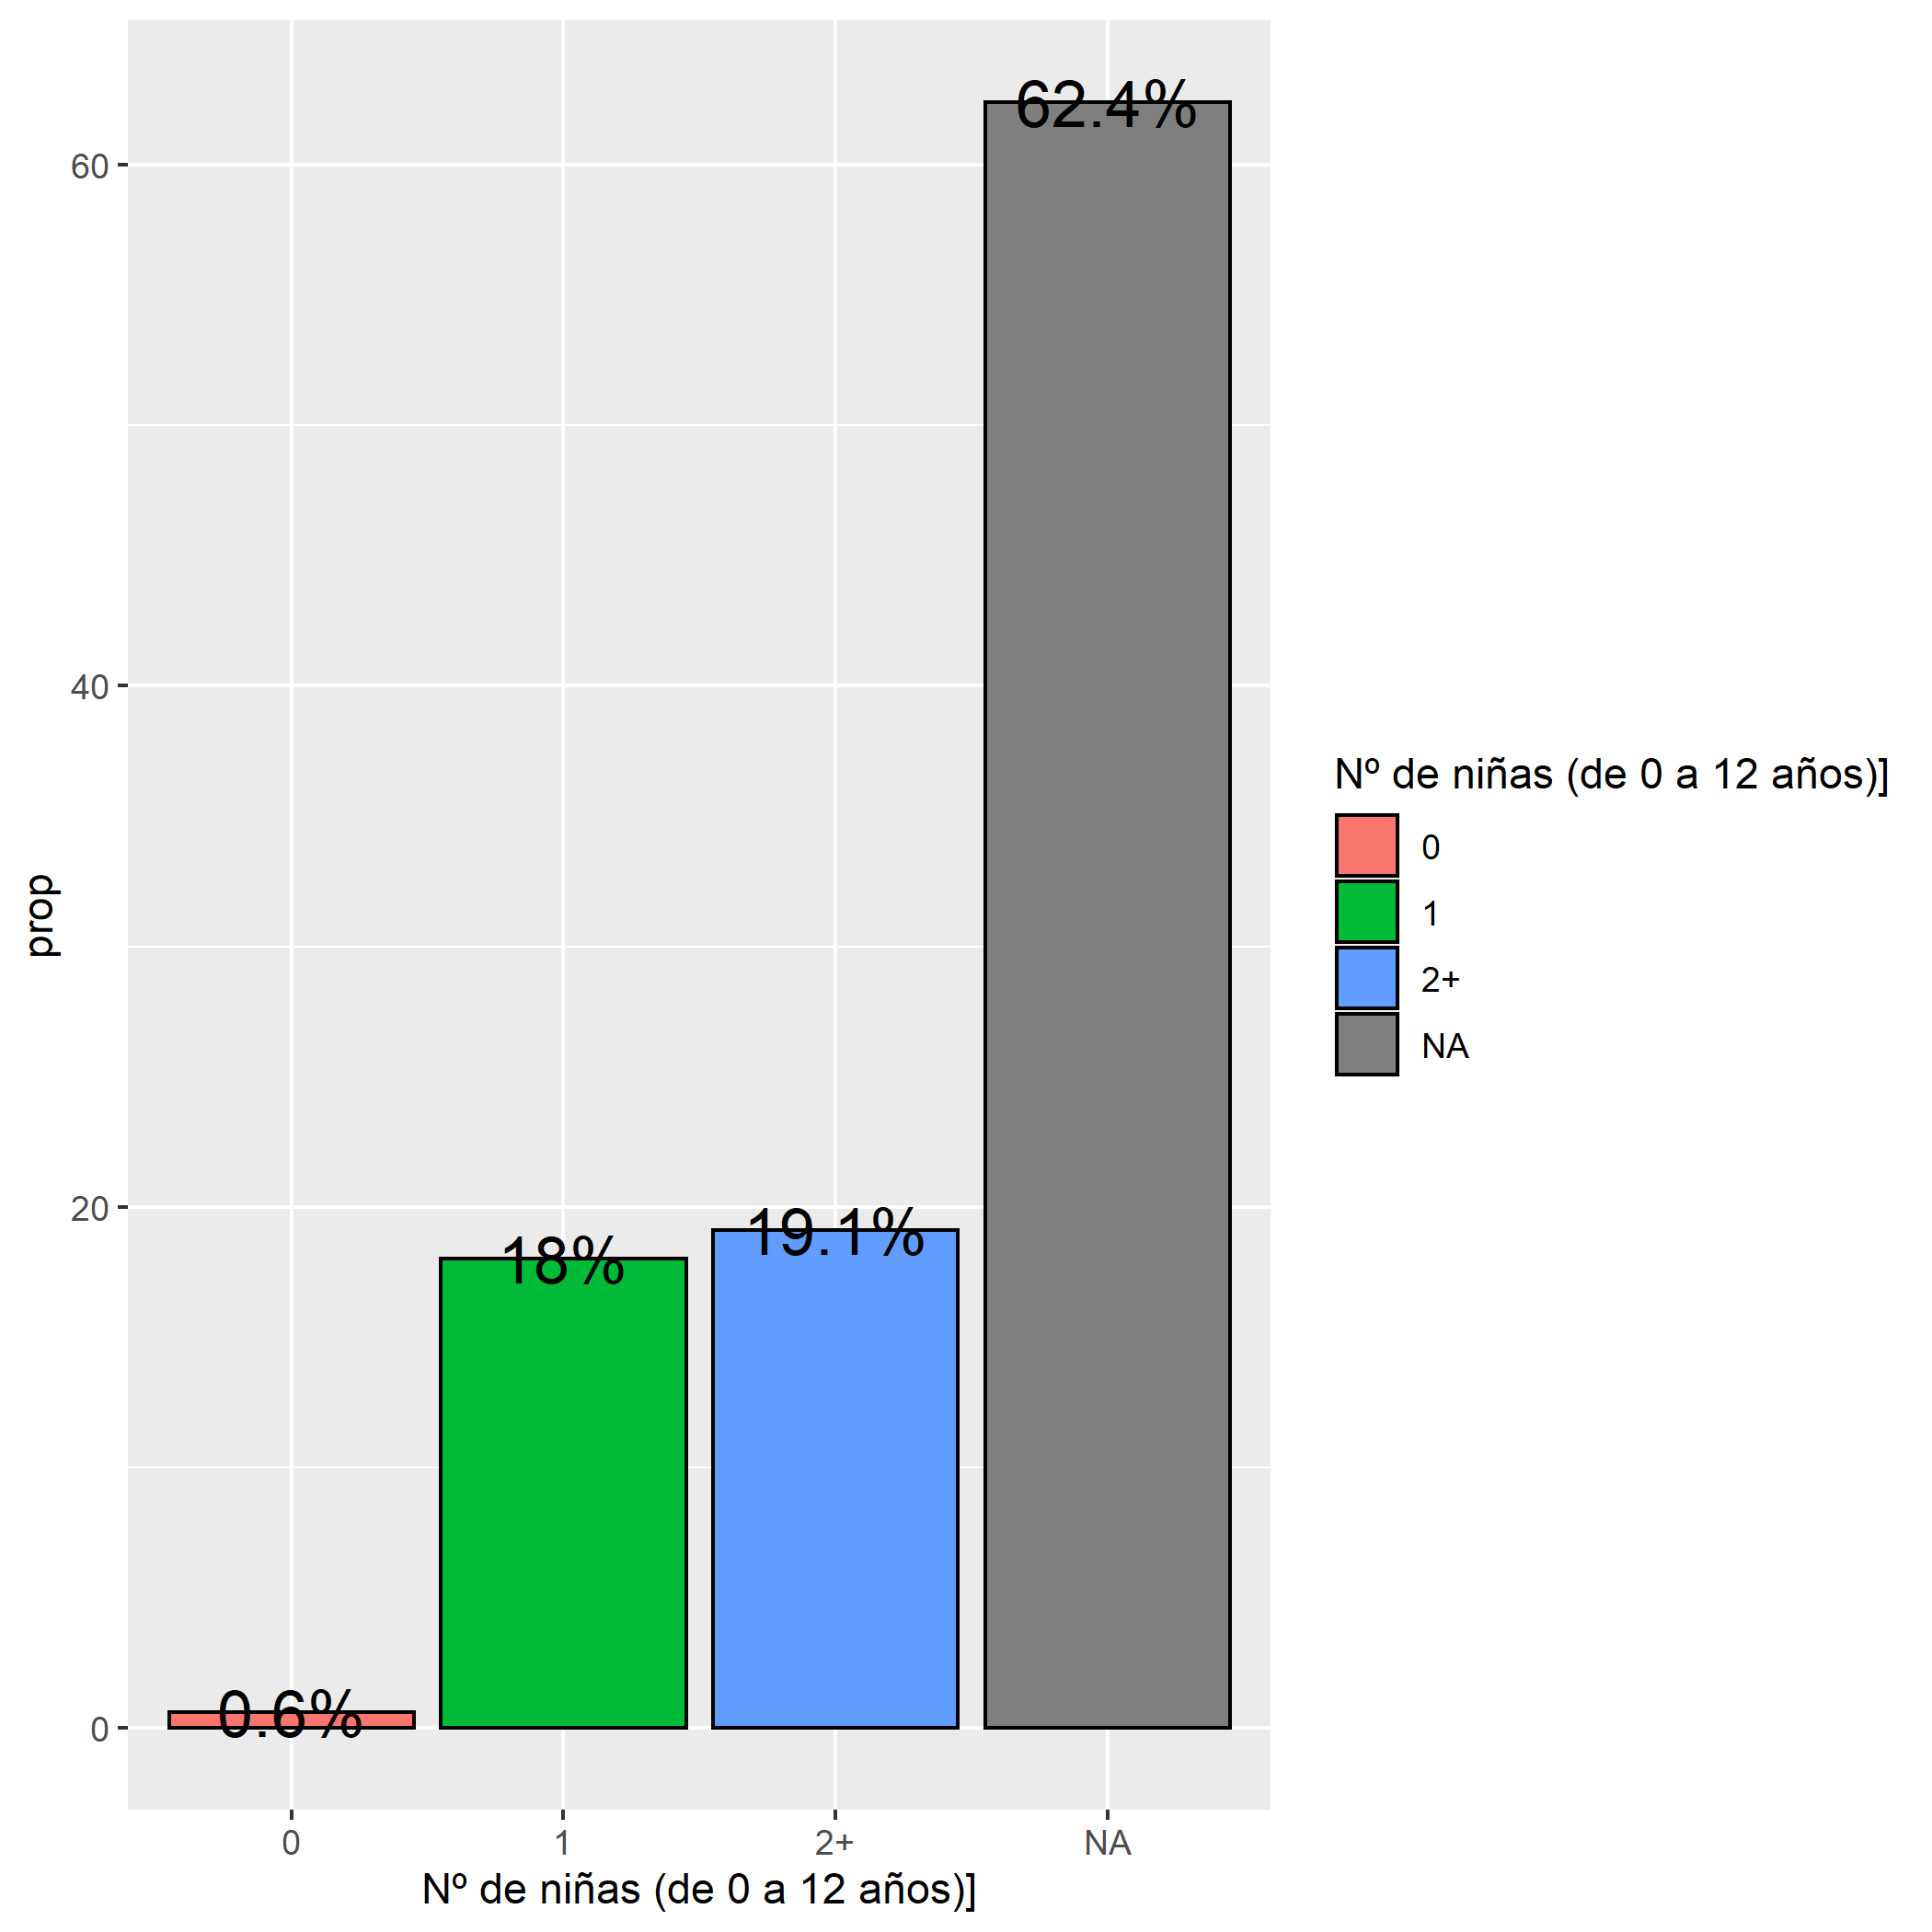 62.4%
60
40
20
0
19.1%
18%
0.6%
prop
0
1
2+
NA
Nº de niñas (de 0 a 12 años)]
Nº de niñas (de 0 a 12 años)]
0
1
2+
NA